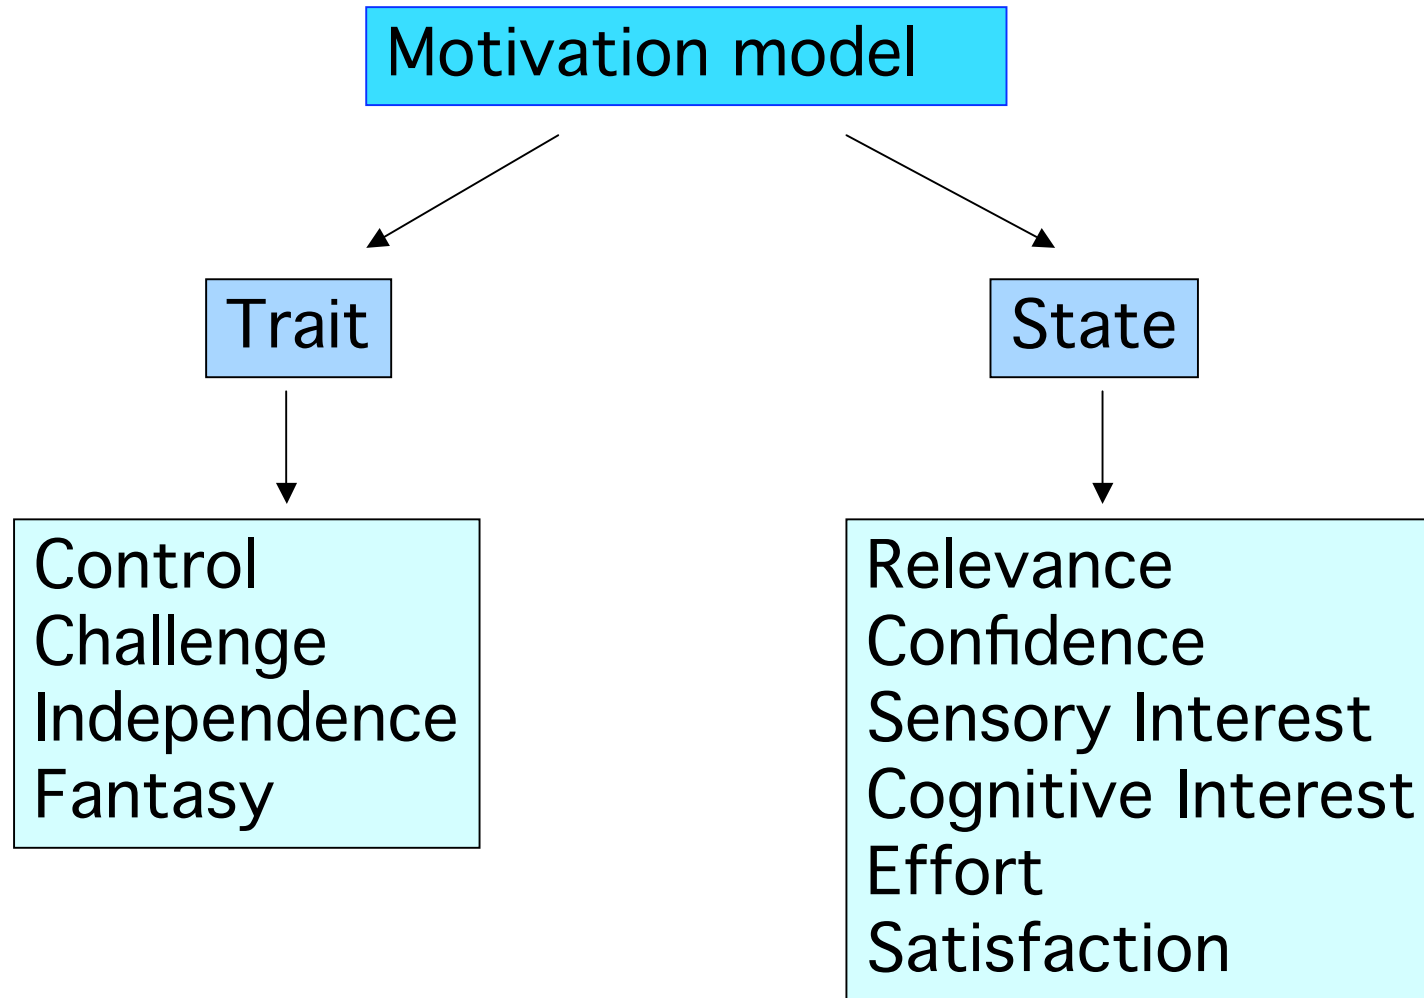 Motivation model
Trait
State
Control
Challenge
Independence
Fantasy
Relevance
Confidence
Sensory Interest
Cognitive Interest
Effort
Satisfaction